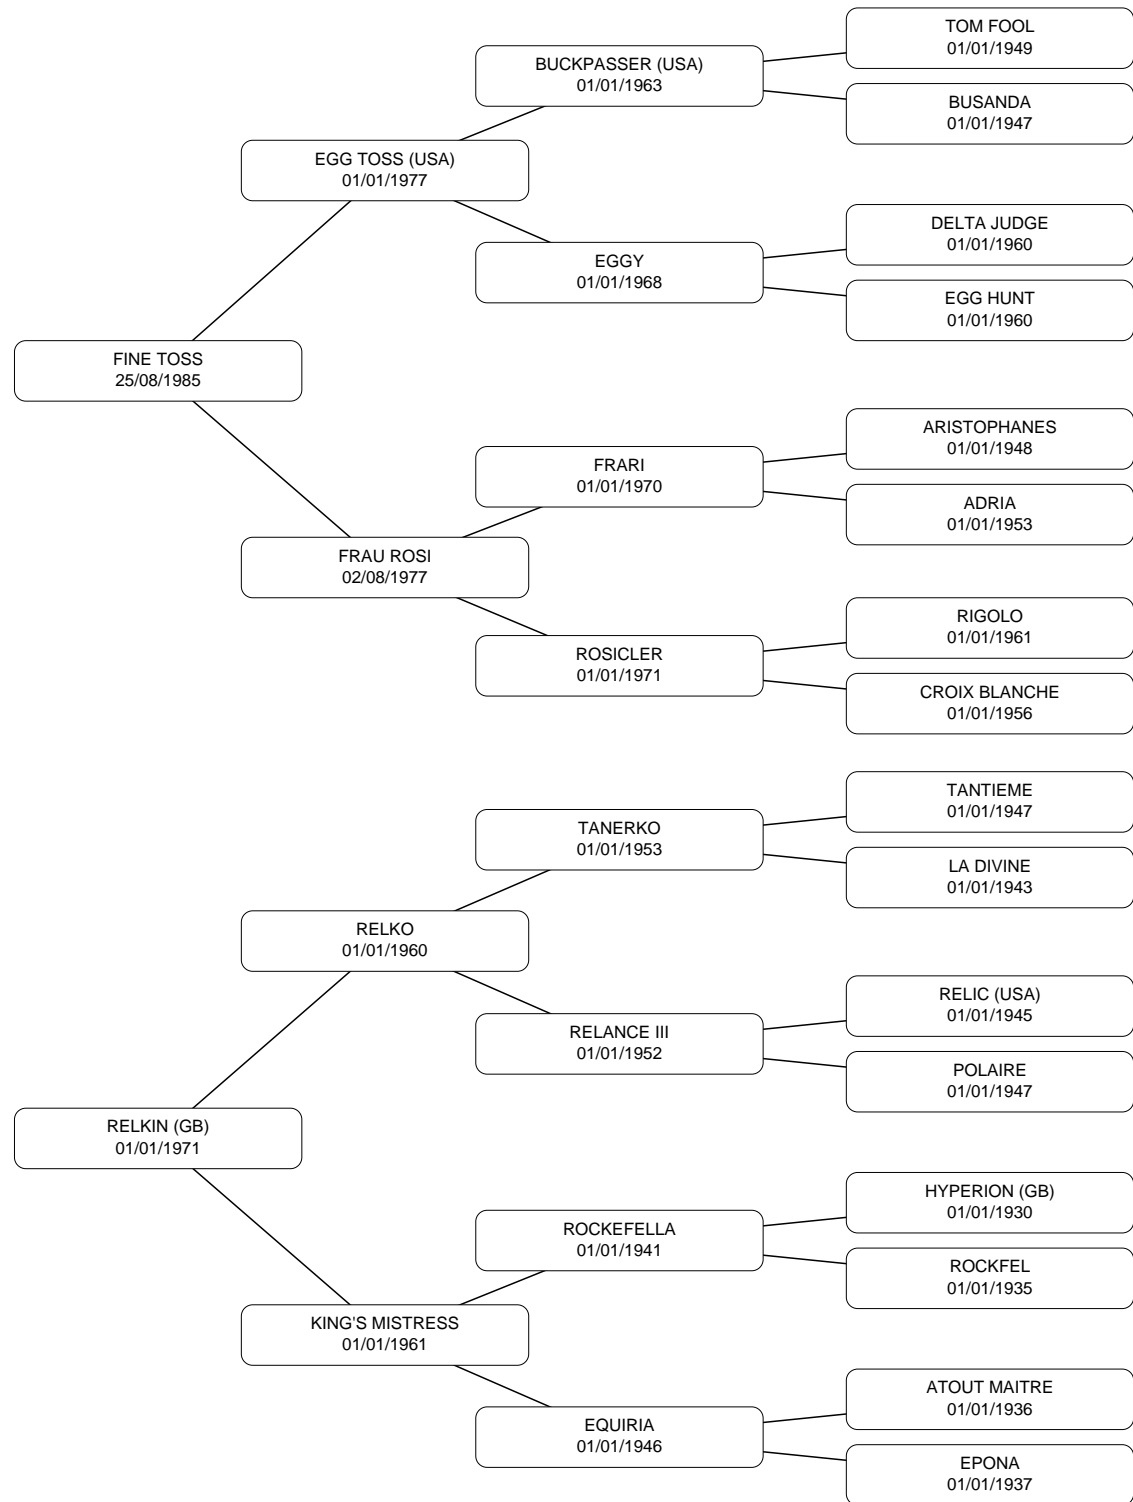 TOM FOOL
01/01/1949
BUCKPASSER (USA)
01/01/1963
BUSANDA
01/01/1947
EGG TOSS (USA)
01/01/1977
DELTA JUDGE
01/01/1960
EGGY
01/01/1968
EGG HUNT
01/01/1960
FINE TOSS
25/08/1985
ARISTOPHANES
01/01/1948
FRARI
01/01/1970
ADRIA
01/01/1953
FRAU ROSI
02/08/1977
RIGOLO
01/01/1961
ROSICLER
01/01/1971
CROIX BLANCHE
01/01/1956
TANTIEME
01/01/1947
TANERKO
01/01/1953
LA DIVINE
01/01/1943
RELKO
01/01/1960
RELIC (USA)
01/01/1945
RELANCE III
01/01/1952
POLAIRE
01/01/1947
RELKIN (GB)
01/01/1971
HYPERION (GB)
01/01/1930
ROCKEFELLA
01/01/1941
ROCKFEL
01/01/1935
KING'S MISTRESS
01/01/1961
ATOUT MAITRE
01/01/1936
EQUIRIA
01/01/1946
EPONA
01/01/1937